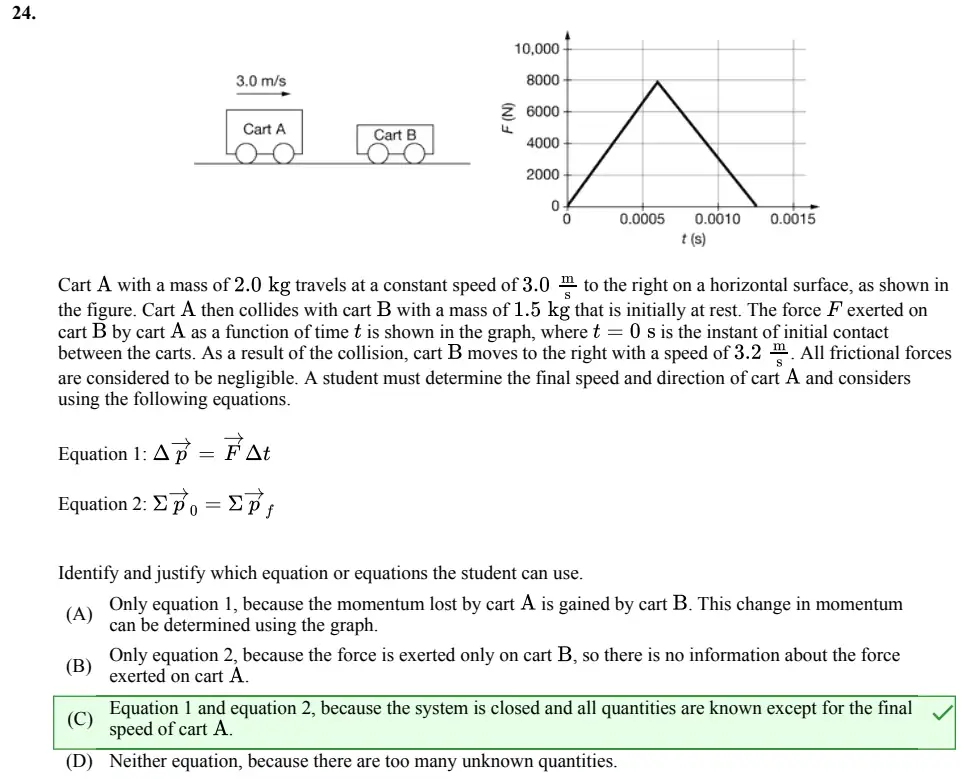 24.
3.0 m/s
Cart A
Cart B
10,000
8000
6000
4000
2000
0
F (N)
0
0.0005
0.0010
0.0015
t (s)
Cart A with a mass of 2.0 kg travels at a constant speed of 3.0 m/s to the right on a horizontal surface, as shown in
the figure. Cart A then collides with cart B with a mass of 1.5 kg that is initially at rest. The force F exerted on
cart B by cart A as a function of time t is shown in the graph, where t = 0 s is the instant of initial contact
between the carts. As a result of the collision, cart B moves to the right with a speed of 3.2 m/s. All frictional forces
are considered to be negligible. A student must determine the final speed and direction of cart A and considers
using the following equations.
Equation 1: Δp⃗ = F⃗Δt
Equation 2: Σp⃗₀ = Σp⃗f
Identify and justify which equation or equations the student can use.
(A) Only equation 1, because the momentum lost by cart A is gained by cart B. This change in momentum
can be determined using the graph.
(B) Only equation 2, because the force is exerted only on cart B, so there is no information about the force
exerted on cart A.
(C) Equation 1 and equation 2, because the system is closed and all quantities are known except for the final
speed of cart A.
(D) Neither equation, because there are too many unknown quantities.